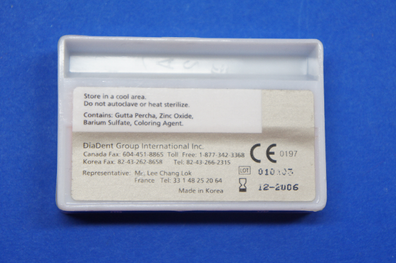 Store in a cool area.
Do not autoclave or heat sterilize.
Contains: Gutta Percha, Zinc Oxide,
Barium Sulfate, Coloring Agent.
DiaDent Group International Inc.
Canada Fax: 604-451-8865 Toll Free: 1-877-342-3368
Korea Fax: 82-43-262-8658 Tel: 82-43-266-2315
CE 0197
Representative: Mr. Lee Chang Lok
France Tel: 33 1 48 25 20 64
LOT
Made in Korea
12-2006